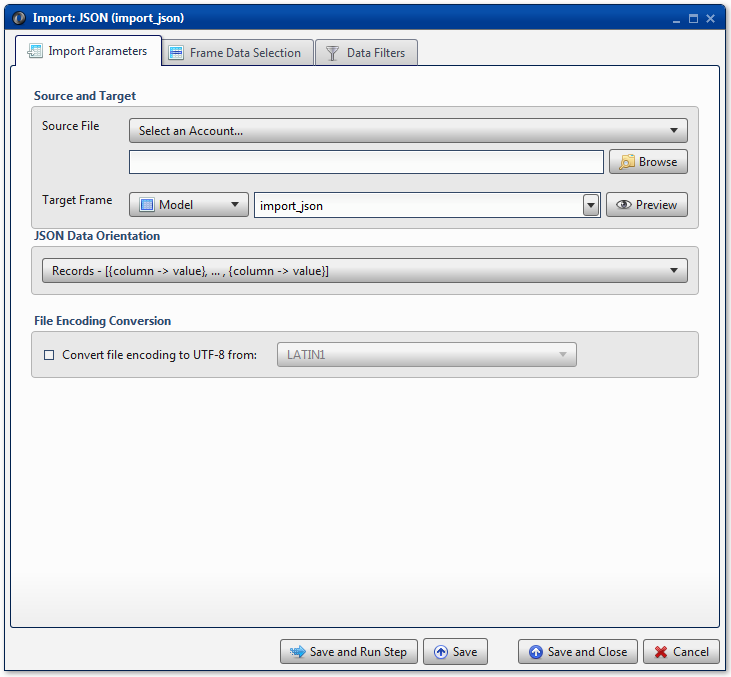 Import: JSON (import_json)
Import Parameters
Frame Data Selection
Data Filters
Source and Target
Source File
Select an Account...
Browse
Target Frame
Model
import_json
Preview
JSON Data Orientation
Records - [{column -> value}, ... , {column -> value}]
File Encoding Conversion
Convert file encoding to UTF-8 from:
LATIN1
Save and Run Step
Save
Save and Close
Cancel